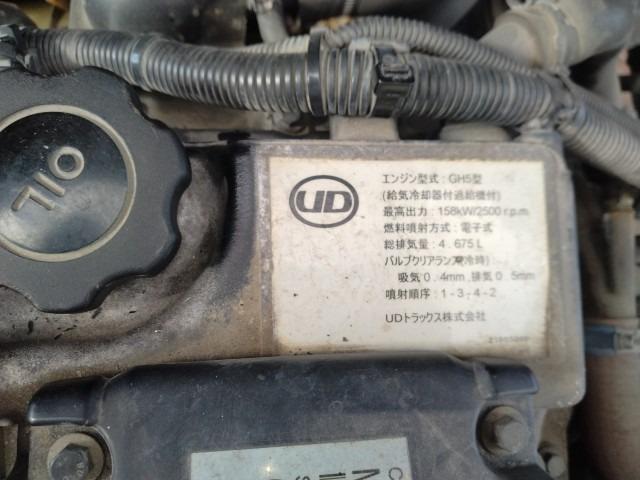 OIL
UD
エンジン型式：GH5型
(給気冷却器付過給機付)
最高出力：158kW/2500 r.p.m
燃料噴射方式：電子式
総排気量：4.675L
バルブクリアランス(冷時)
吸気0.4mm,排気0.5mm
噴射順序：1-3-4-2
UDトラックス株式会社